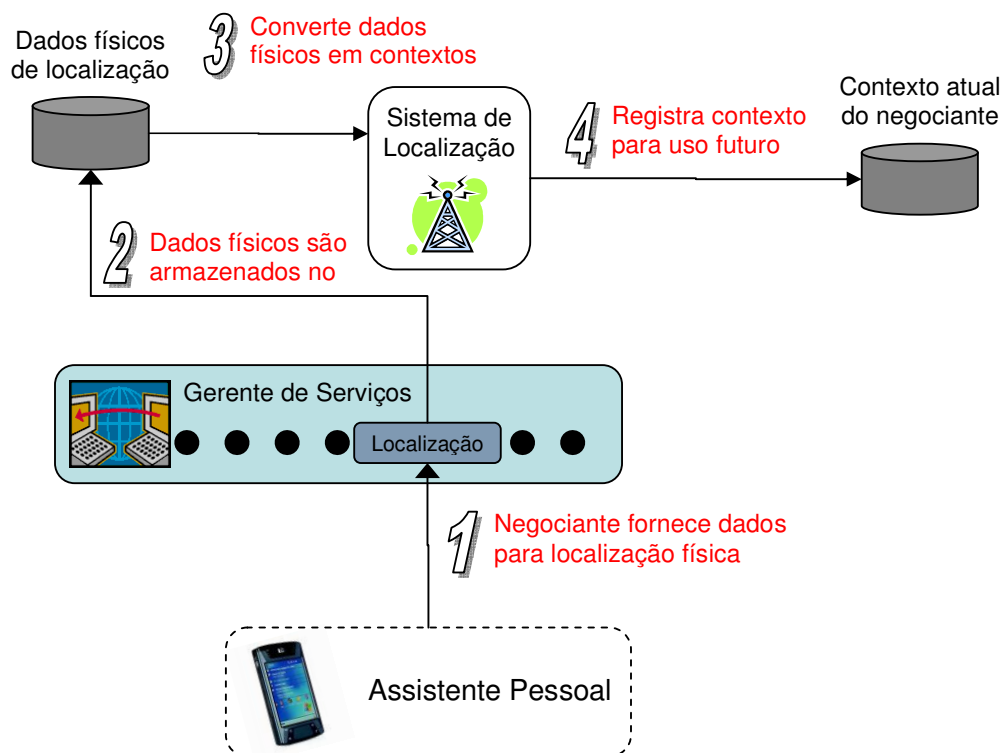 Dados físicos
de localização
3
Converte dados
físicos em contextos
Sistema de
Localização
4
Registra contexto
para uso futuro
Contexto atual
do negociante
2
Dados físicos são
armazenados no
Gerente de Serviços
Localização
1
Negociante fornece dados
para localização física
Assistente Pessoal